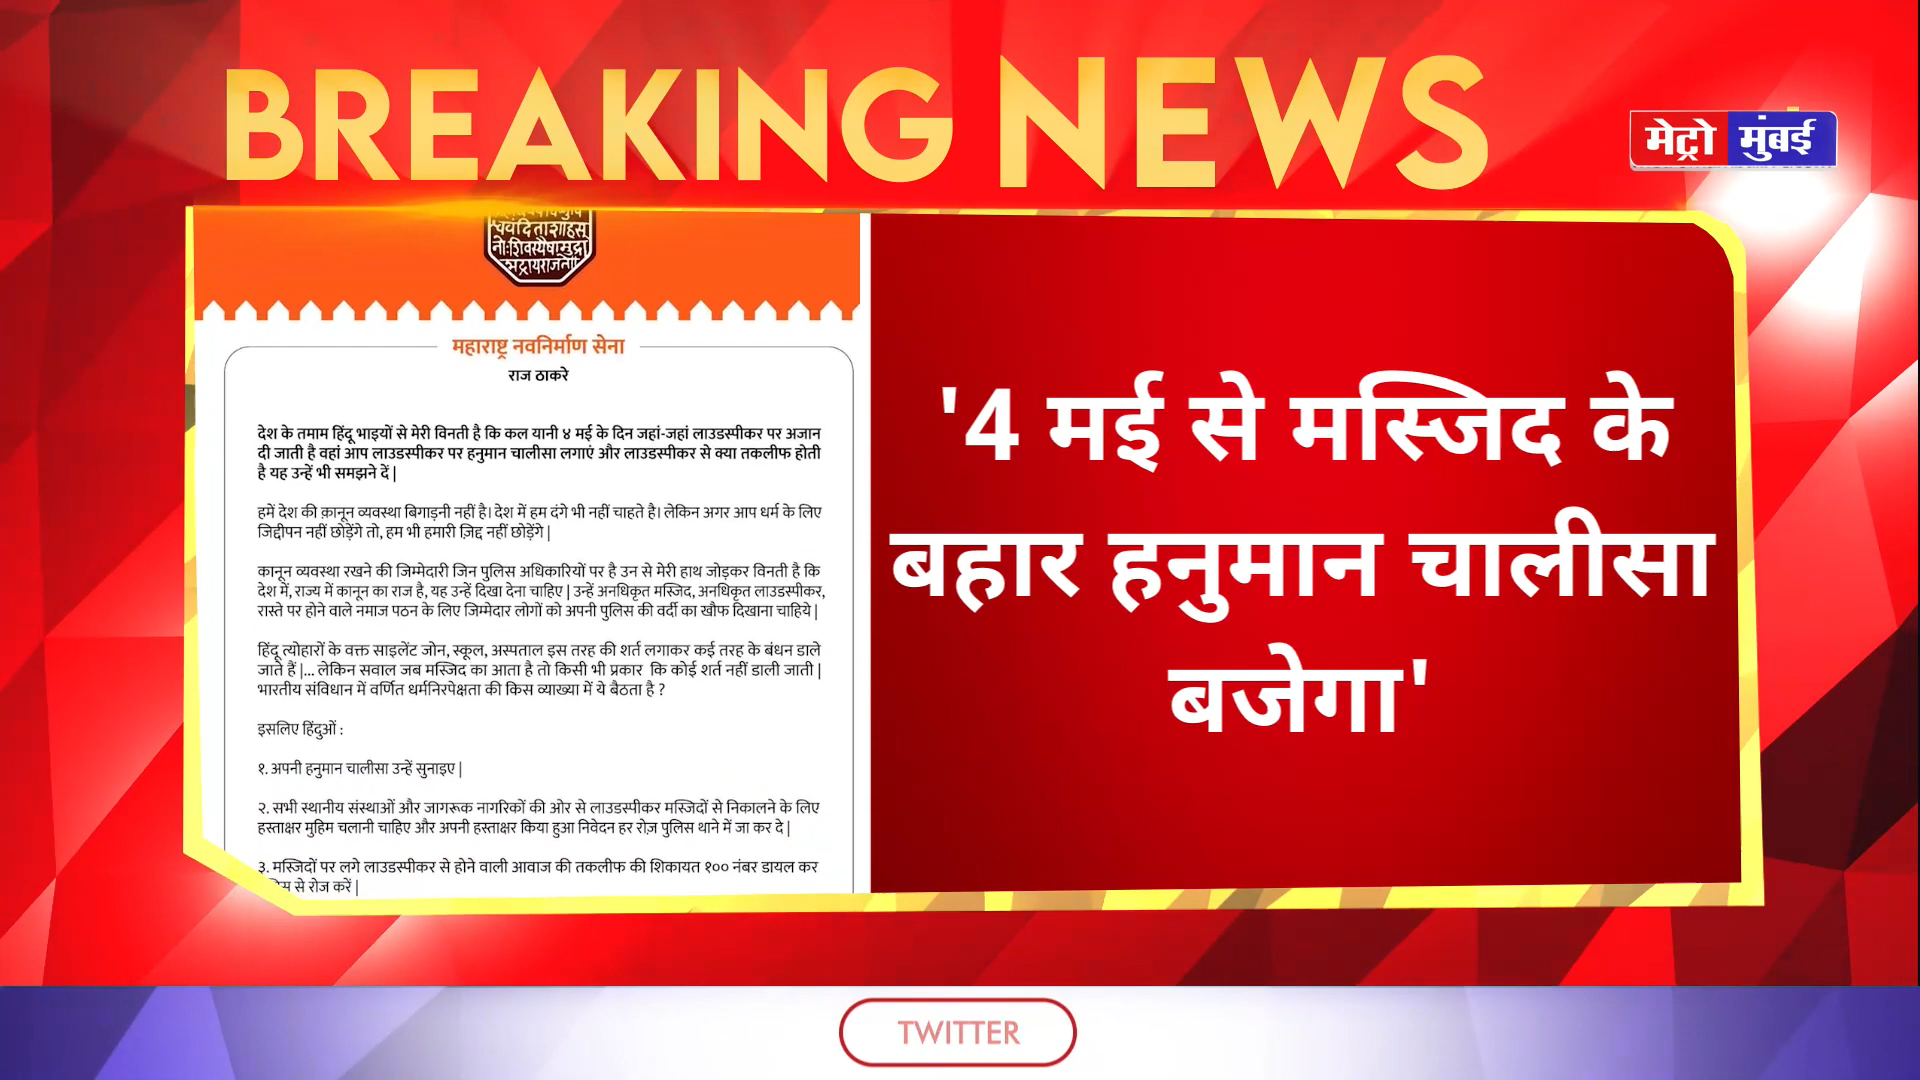 BREAKING NEWS
मेट्रो मुंबई
महाराष्ट्र नवनिर्माण सेना
राज ठाकरे
देश के तमाम हिंदू भाइयों से मेरी विनती है कि कल यानी ४ मई के दिन जहां-जहां लाउडस्पीकर पर अजान
दी जाती है वहां आप लाउडस्पीकर पर हनुमान चालीसा लगाएं और लाउडस्पीकर से क्या तकलीफ होती
है यह उन्हें भी समझने दें |
हमें देश की क़ानून व्यवस्था बिगाड़नी नहीं है। देश में हम दंगे भी नहीं चाहते है। लेकिन अगर आप धर्म के लिए
जिद्दीपन नहीं छोड़ेंगे तो, हम भी हमारी ज़िद्द नहीं छोड़ेंगे |
कानून व्यवस्था रखने की जिम्मेदारी जिन पुलिस अधिकारियों पर है उन से मेरी हाथ जोड़कर विनती है कि
देश में, राज्य में कानून का राज है, यह उन्हें दिखा देना चाहिए | उन्हें अनधिकृत मस्जिद, अनधिकृत लाउडस्पीकर,
रास्ते पर होने वाले नमाज पठन के लिए जिम्मेदार लोगों को अपनी पुलिस की वर्दी का खौफ दिखाना चाहिये |
हिंदू त्योहारों के वक्त साइलेंट जोन, स्कूल, अस्पताल इस तरह की शर्त लगाकर कई तरह के बंधन डाले
जाते हैं |... लेकिन सवाल जब मस्जिद का आता है तो किसी भी प्रकार कि कोई शर्त नहीं डाली जाती |
भारतीय संविधान में वर्णित धर्मनिरपेक्षता की किस व्याख्या में ये बैठता है ?
इसलिए हिंदुओं :
१. अपनी हनुमान चालीसा उन्हें सुनाइए |
२. सभी स्थानीय संस्थाओं और जागरूक नागरिकों की ओर से लाउडस्पीकर मस्जिदों से निकालने के लिए
हस्ताक्षर मुहिम चलानी चाहिए और अपनी हस्ताक्षर किया हुआ निवेदन हर रोज़ पुलिस थाने में जा कर दे |
३. मस्जिदों पर लगे लाउडस्पीकर से होने वाली आवाज की तकलीफ की शिकायत १०० नंबर डायल कर
से रोज करें |
'4 मई से मस्जिद के
बहार हनुमान चालीसा
बजेगा'
TWITTER